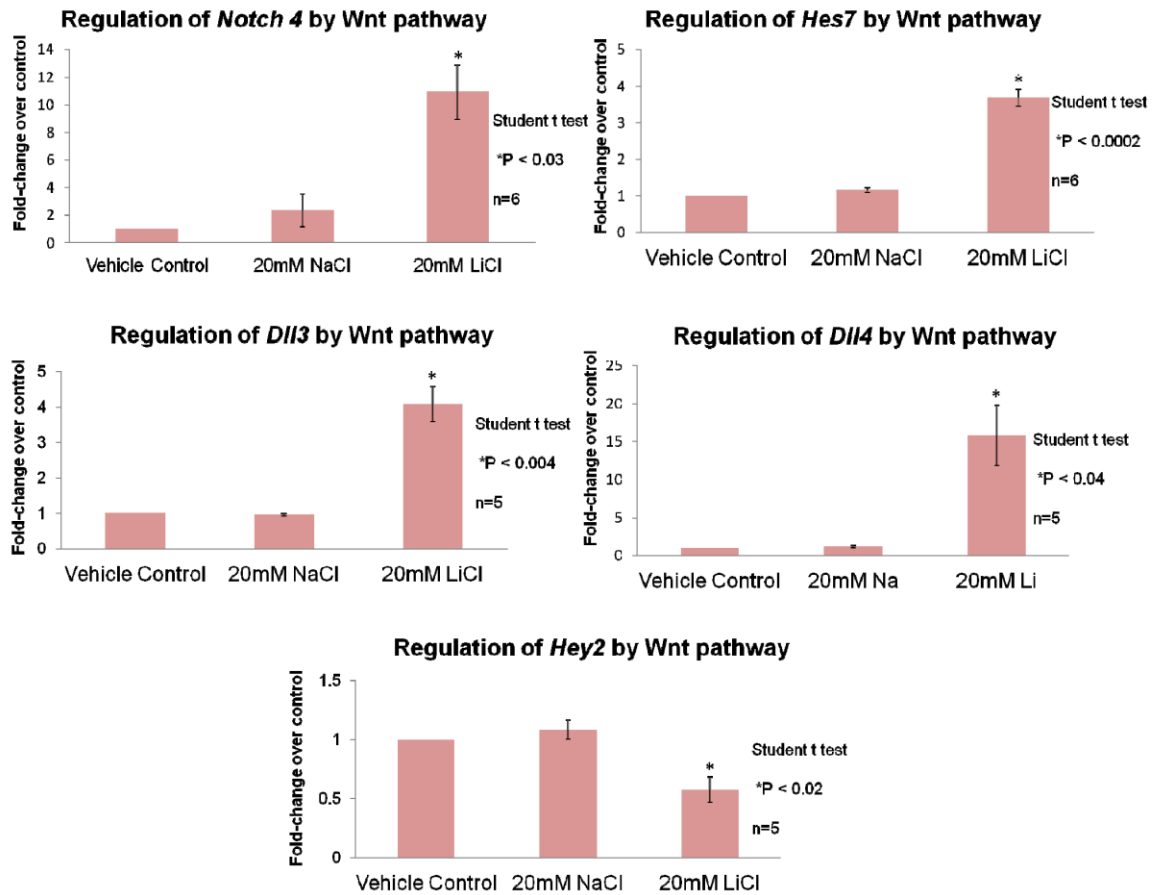 Regulation of Notch 4 by Wnt pathway
Fold-change over control
14
12
10
8
6
4
2
0
*
Student t test
*P < 0.03
n=6
Vehicle Control 20mM NaCl 20mM LiCl
Regulation of Hes7 by Wnt pathway
Fold-change over control
5
4
3
2
1
0
*
Student t test
*P < 0.0002
n=6
Vehicle Control 20mM NaCl 20mM LiCl
Regulation of Dll3 by Wnt pathway
Fold-change over control
5
4
3
2
1
0
*
Student t test
*P < 0.004
n=5
Vehicle Control 20mM NaCl 20mM LiCl
Regulation of Dll4 by Wnt pathway
Fold-change over control
25
20
15
10
5
0
*
Student t test
*P < 0.04
n=5
Vehicle Control 20mM Na 20mM Li
Regulation of Hey2 by Wnt pathway
Fold-change over control
1.5
1
0.5
0
*
Student t test
*P < 0.02
n=5
Vehicle Control 20mM NaCl 20mM LiCl